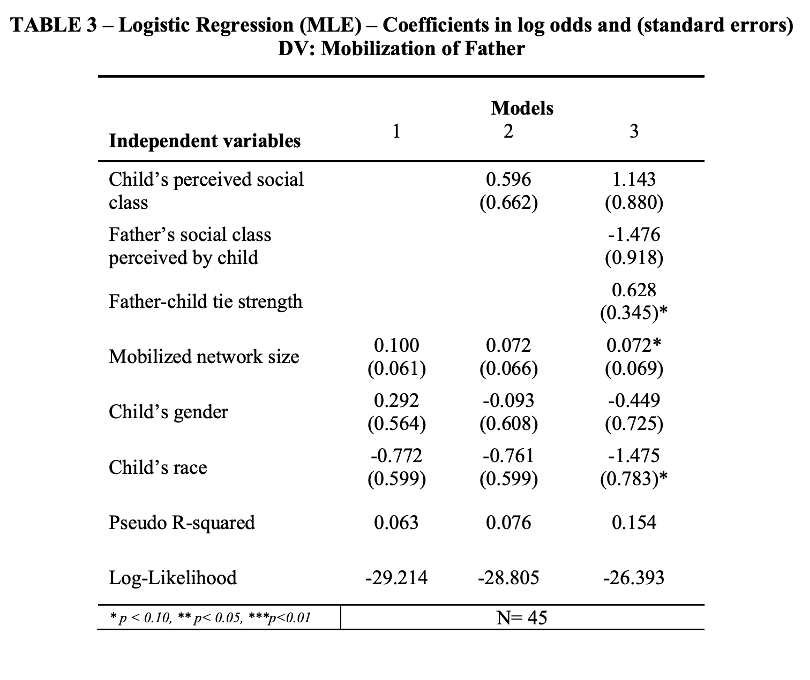 TABLE 3 – Logistic Regression (MLE) – Coefficients in log odds and (standard errors)
DV: Mobilization of Father
Models
Independent variables 1 2 3
Child’s perceived social class 0.596 1.143
(0.662) (0.880)
Father’s social class perceived by child -1.476
(0.918)
Father-child tie strength 0.628
(0.345)*
Mobilized network size 0.100 0.072 0.072*
(0.061) (0.066) (0.069)
Child’s gender 0.292 -0.093 -0.449
(0.564) (0.608) (0.725)
Child’s race -0.772 -0.761 -1.475
(0.599) (0.599) (0.783)*
Pseudo R-squared 0.063 0.076 0.154
Log-Likelihood -29.214 -28.805 -26.393
* p < 0.10, ** p< 0.05, ***p<0.01 N= 45